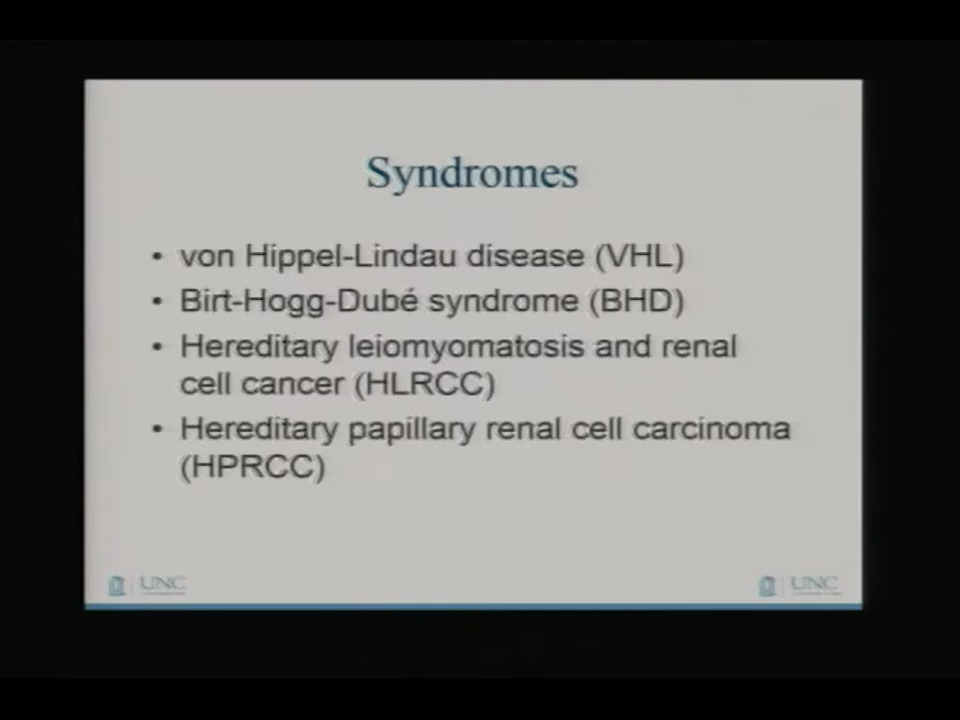 Syndromes
• von Hippel-Lindau disease (VHL)
• Birt-Hogg-Dubé syndrome (BHD)
• Hereditary leiomyomatosis and renal
cell cancer (HLRCC)
• Hereditary papillary renal cell carcinoma
(HPRCC)
UNC
UNC